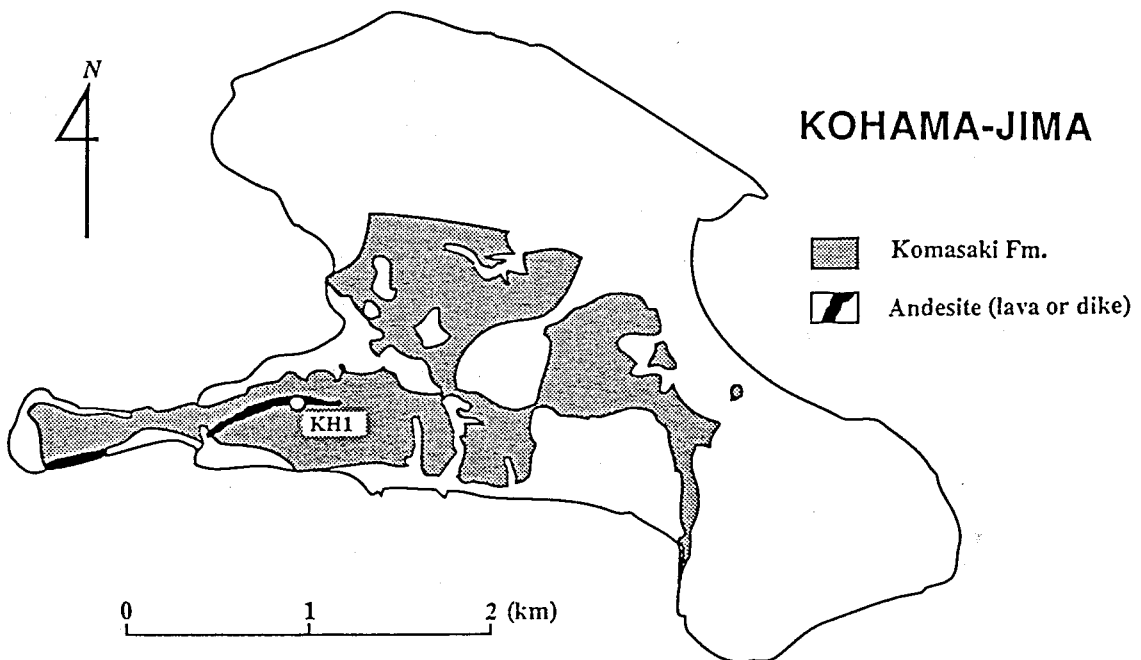 N
KOHAMA-JIMA
Komasaki Fm.
Andesite (lava or dike)
KH1
0 1 2 (km)